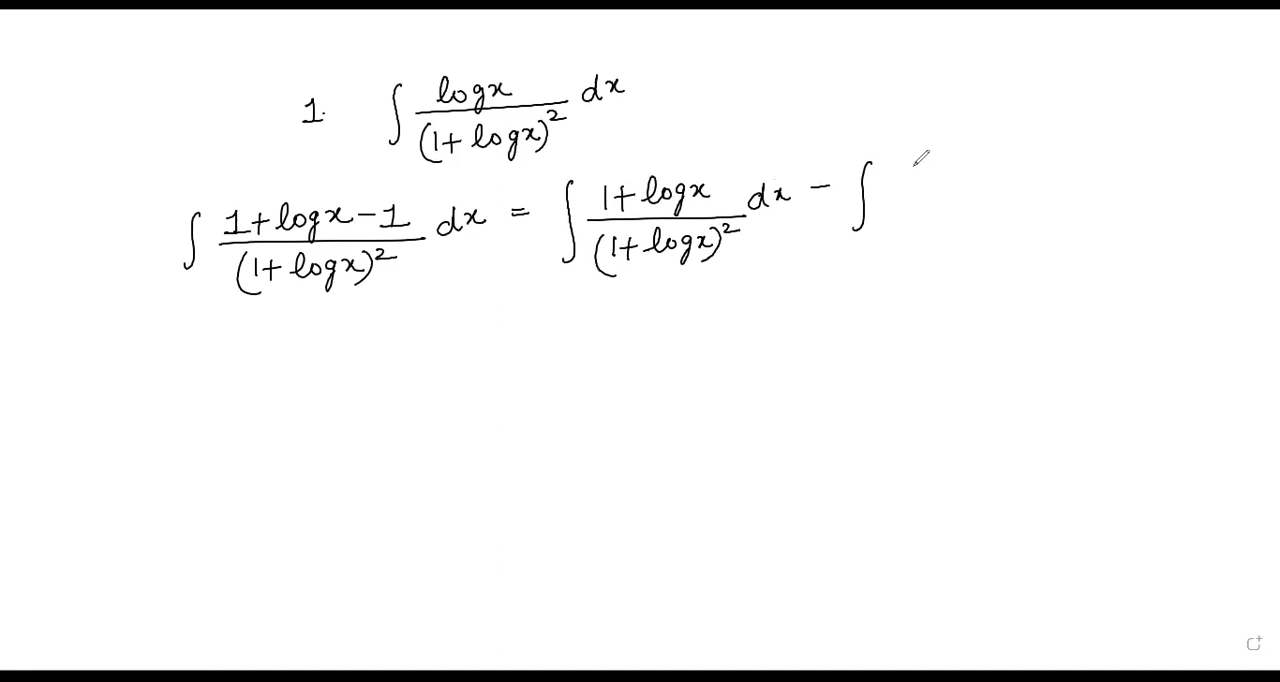 1. ∫ logx/(1+logx)² dx
∫ 1+logx-1/(1+logx)² dx = ∫ 1+logx/(1+logx)² dx - ∫